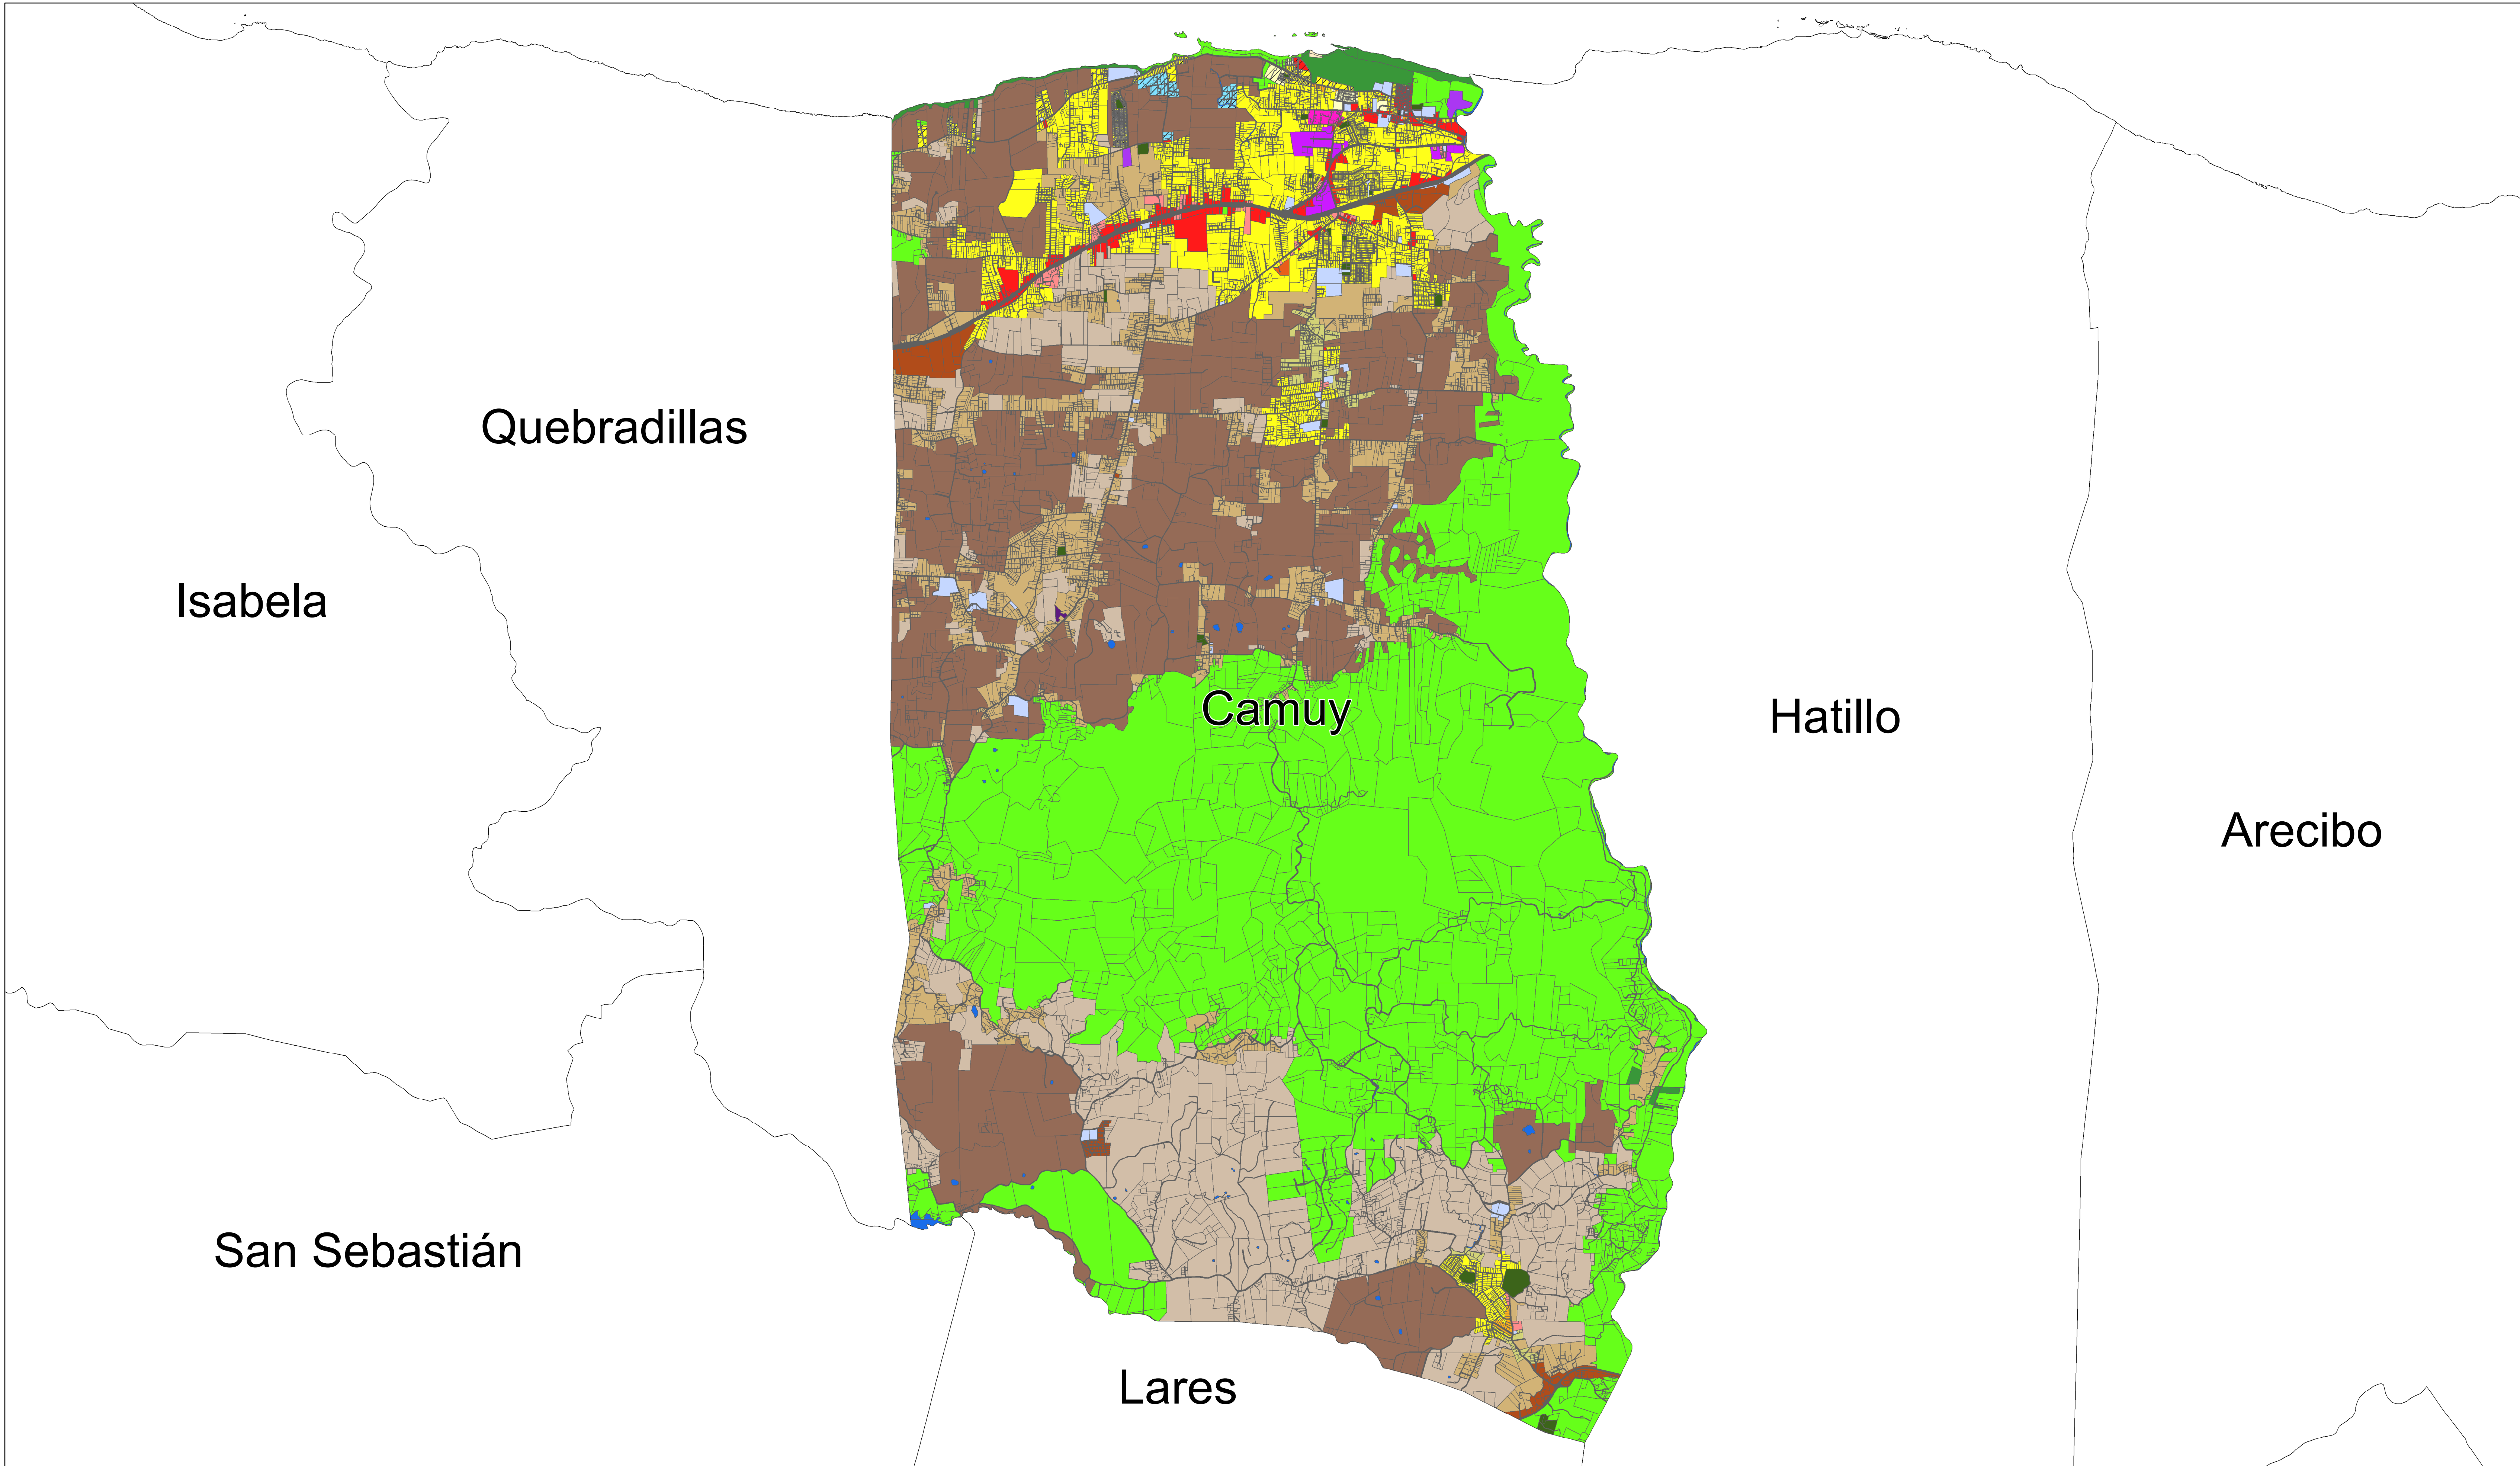 Quebradillas
Isabela
Camuy
Hatillo
Arecibo
San Sebastián
Lares